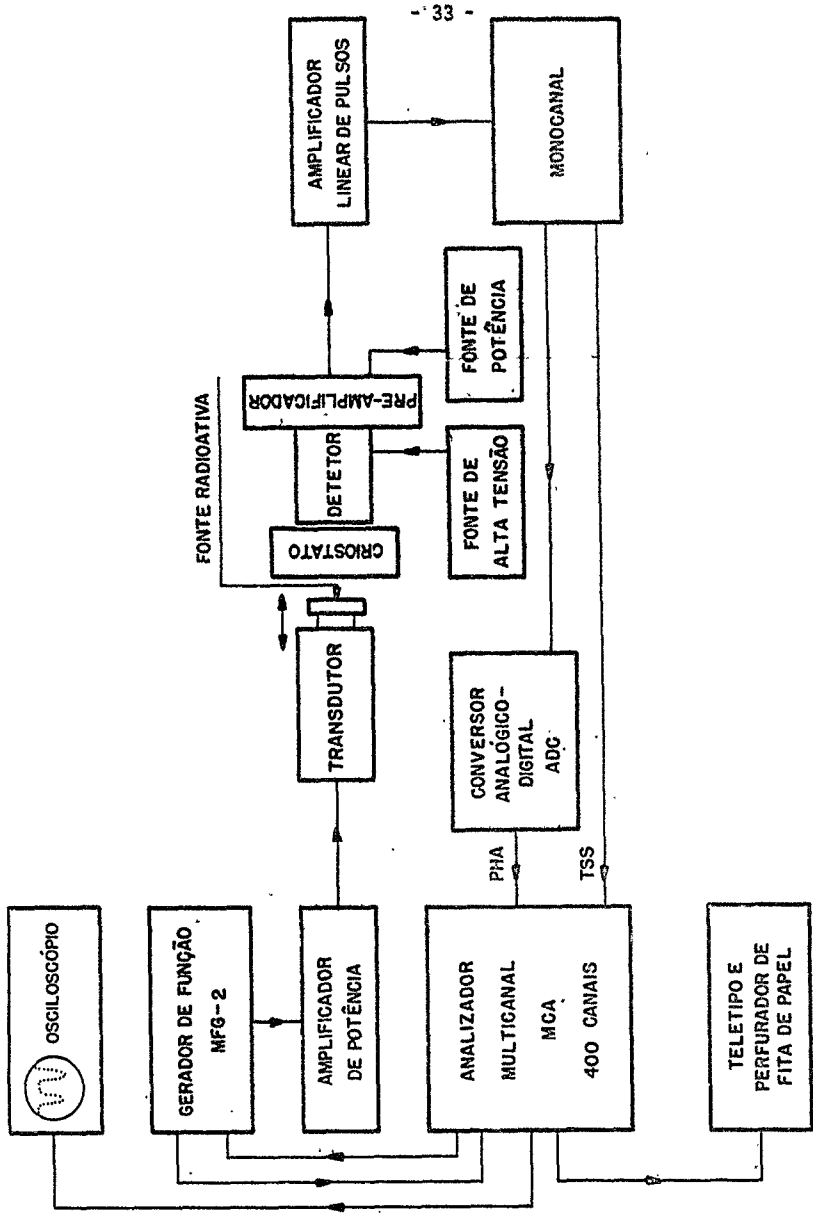 - 33 -
OSCILOSCÓPIO
GERADOR DE FUNÇÃO
MFG-2
AMPLIFICADOR
DE POTÊNCIA
TRANSDUTOR
FONTE RADIOATIVA
CRIOSTATO
DETETOR
PRE-AMPLIFICADOR
AMPLIFICADOR
LINEAR DE PULSOS
ANALIZADOR
MULTICANAL
MCA
400 CANAIS
PHA
TSS
CONVERSOR
ANALÓGICO-
DIGITAL
ADC
FONTE DE
ALTA TENSÃO
FONTE DE
POTÊNCIA
MONOCANAL
TELETIPO E
PERFURADOR DE
FITA DE PAPEL